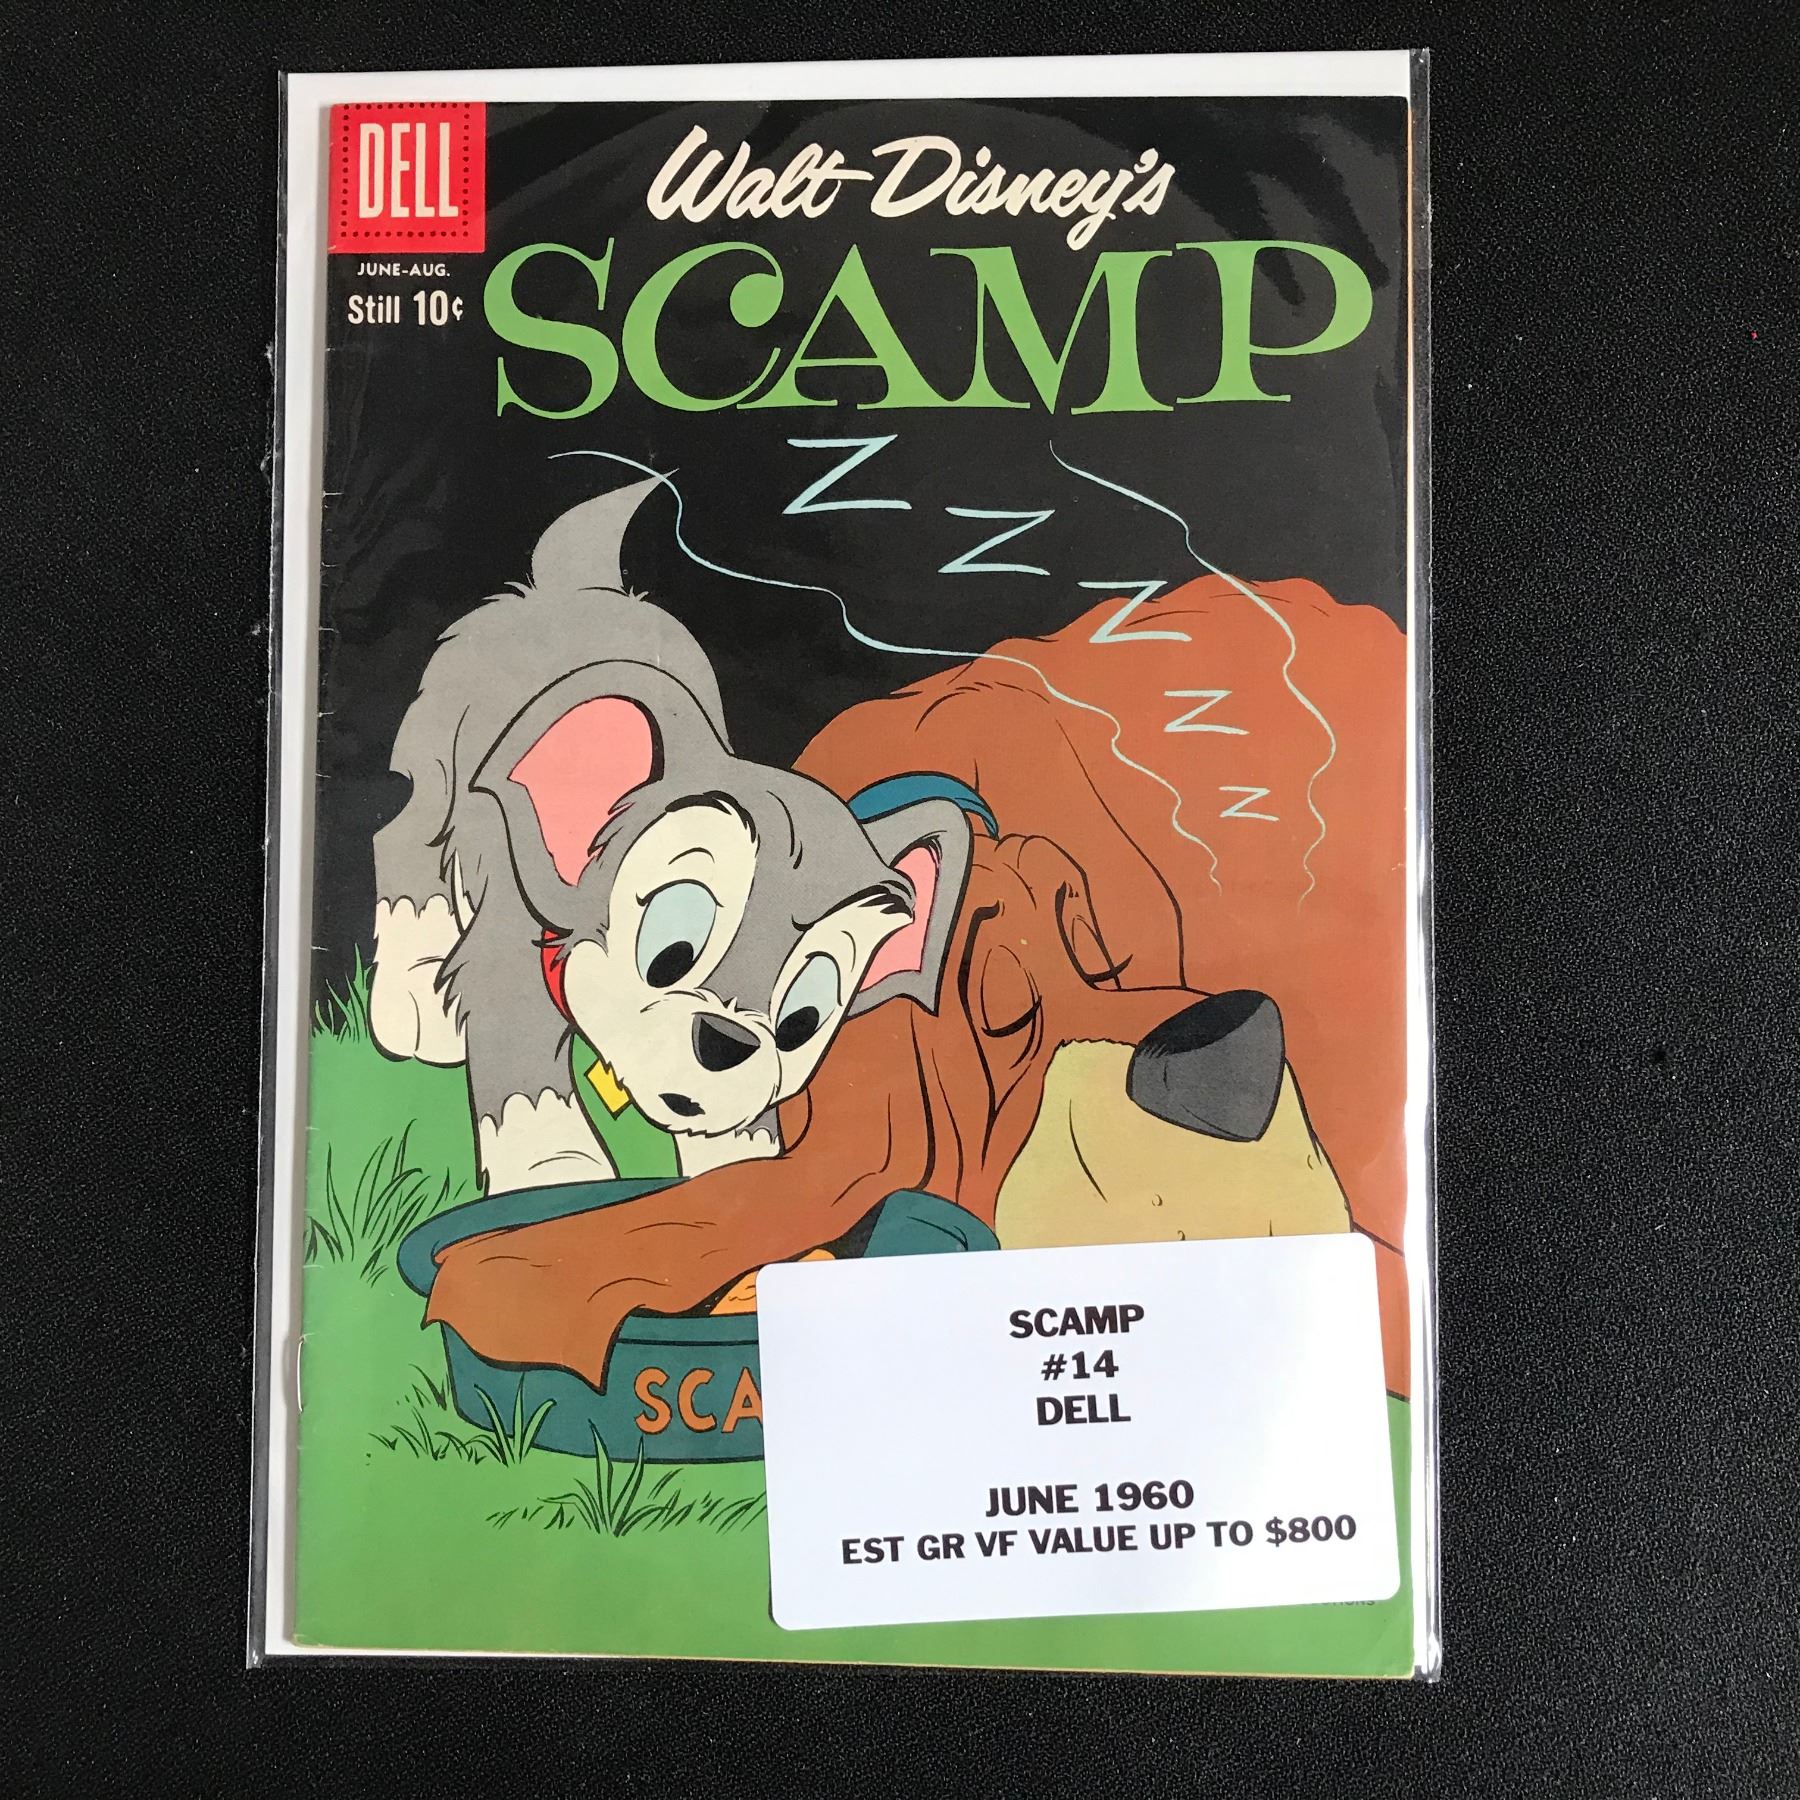 DELL
Walt Disney's
JUNE-AUG.
Still 10¢
SCAMP
Z
Z
Z
Z
Z
SCA
SCAMP
#14
DELL
JUNE 1960
EST GR VF VALUE UP TO $800